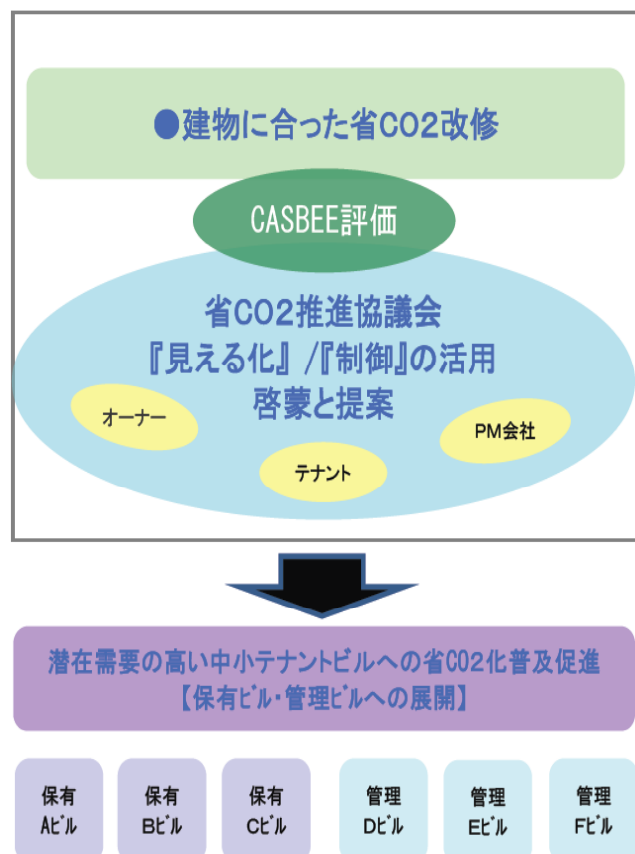 ●建物に合った省CO2改修
CASBEE評価
省CO2推進協議会
『見える化』/『制御』の活用
啓蒙と提案
オーナー
テナント
PM会社
潜在需要の高い中小テナントビルへの省CO2化普及促進
【保有ﾋﾞﾙ・管理ﾋﾞﾙへの展開】
保有
Aﾋﾞﾙ
保有
Bﾋﾞﾙ
保有
Cﾋﾞﾙ
管理
Dﾋﾞﾙ
管理
Eﾋﾞﾙ
管理
Fﾋﾞﾙ